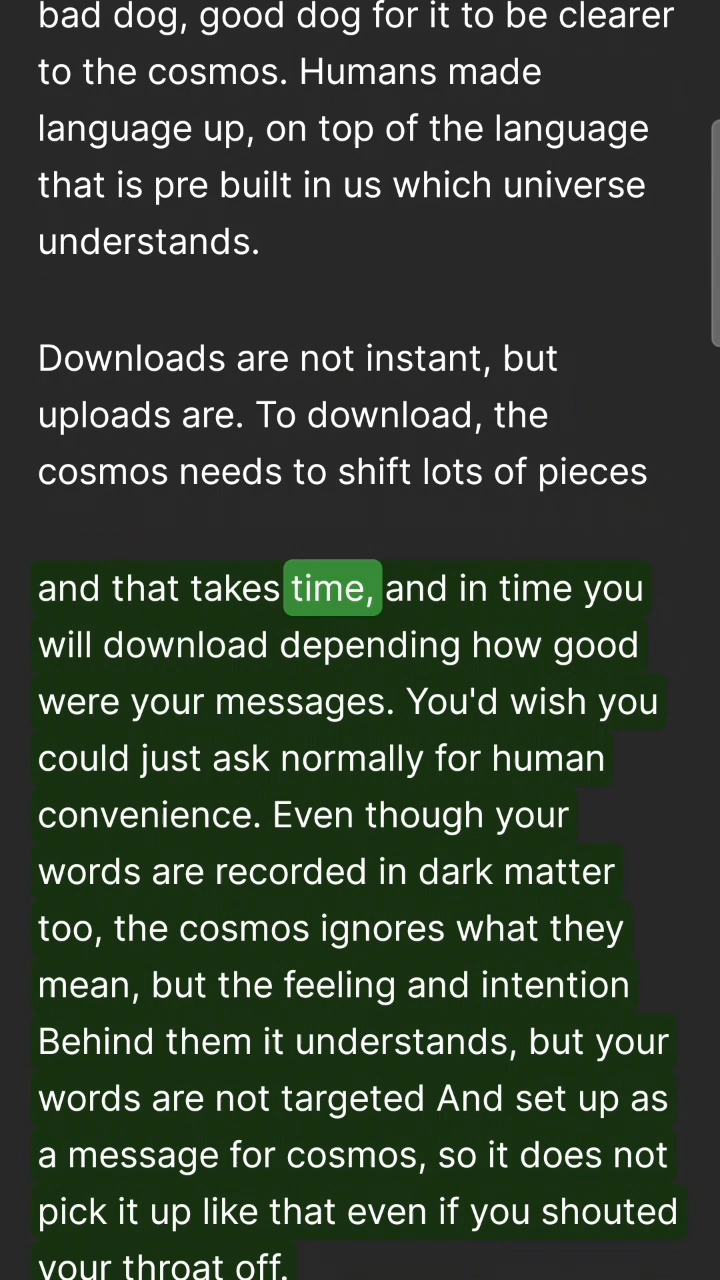 bad dog, good dog for it to be clearer
to the cosmos. Humans made
language up, on top of the language
that is pre built in us which universe
understands.
Downloads are not instant, but
uploads are. To download, the
cosmos needs to shift lots of pieces
and that takes time, and in time you
will download depending how good
were your messages. You'd wish you
could just ask normally for human
convenience. Even though your
words are recorded in dark matter
too, the cosmos ignores what they
mean, but the feeling and intention
Behind them it understands, but your
words are not targeted And set up as
a message for cosmos, so it does not
pick it up like that even if you shouted
your throat off.